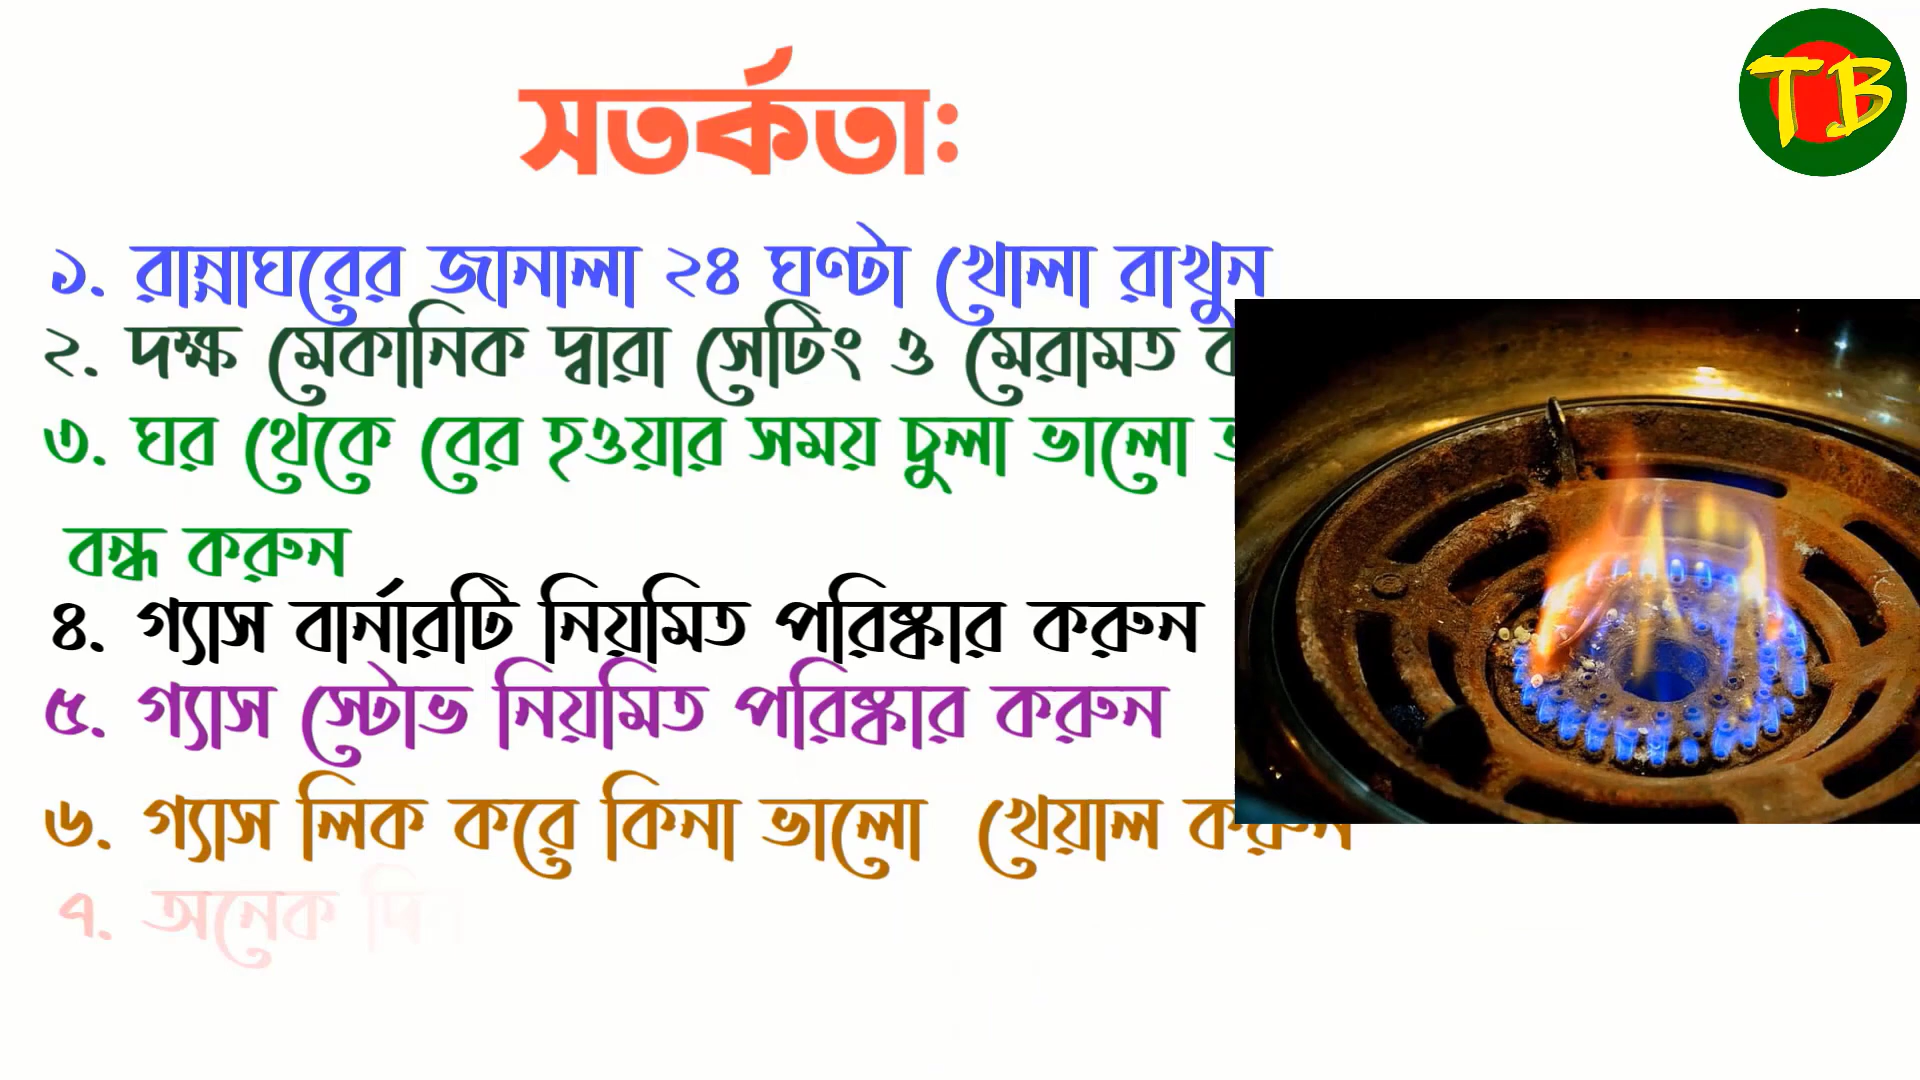 সতর্কতাঃ
TB
১. রান্নাঘরের জানালা ২৪ ঘণ্টা খোলা রাখুন
২. দক্ষ মেকানিক দ্বারা সেটিং ও মেরামত
৩. ঘর থেকে বের হওয়ার সময় চুলা ভালো
বন্ধ করুন
৪. গ্যাস বার্নারটি নিয়মিত পরিষ্কার করুন
৫. গ্যাস স্টোভ নিয়মিত পরিষ্কার করুন
৬. গ্যাস লিক করে কিনা ভালো খেয়াল করুন
৭. অনেক